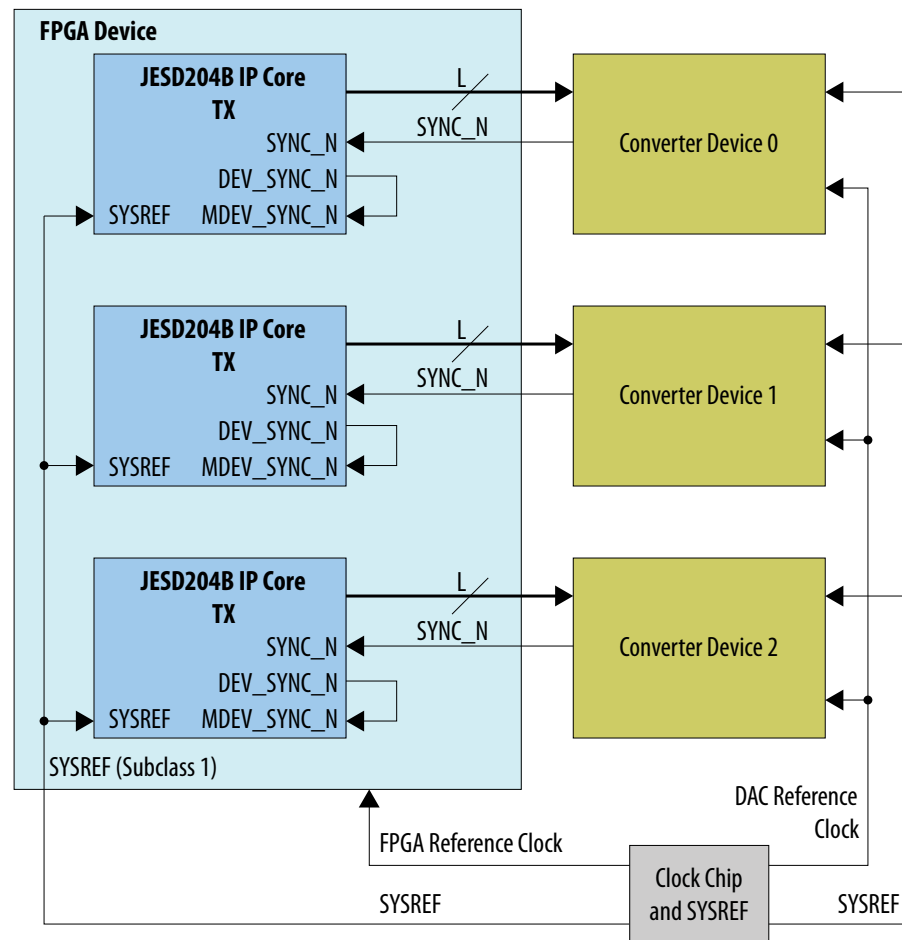 FPGA Device
JESD204B IP Core
TX
SYNC_N
DEV_SYNC_N
SYSREF
MDEV_SYNC_N
L
SYNC_N
Converter Device 0
JESD204B IP Core
TX
SYNC_N
DEV_SYNC_N
SYSREF
MDEV_SYNC_N
L
SYNC_N
Converter Device 1
JESD204B IP Core
TX
SYNC_N
DEV_SYNC_N
SYSREF
MDEV_SYNC_N
L
SYNC_N
Converter Device 2
SYSREF (Subclass 1)
DAC Reference
Clock
FPGA Reference Clock
Clock Chip
and SYSREF
SYSREF
SYSREF